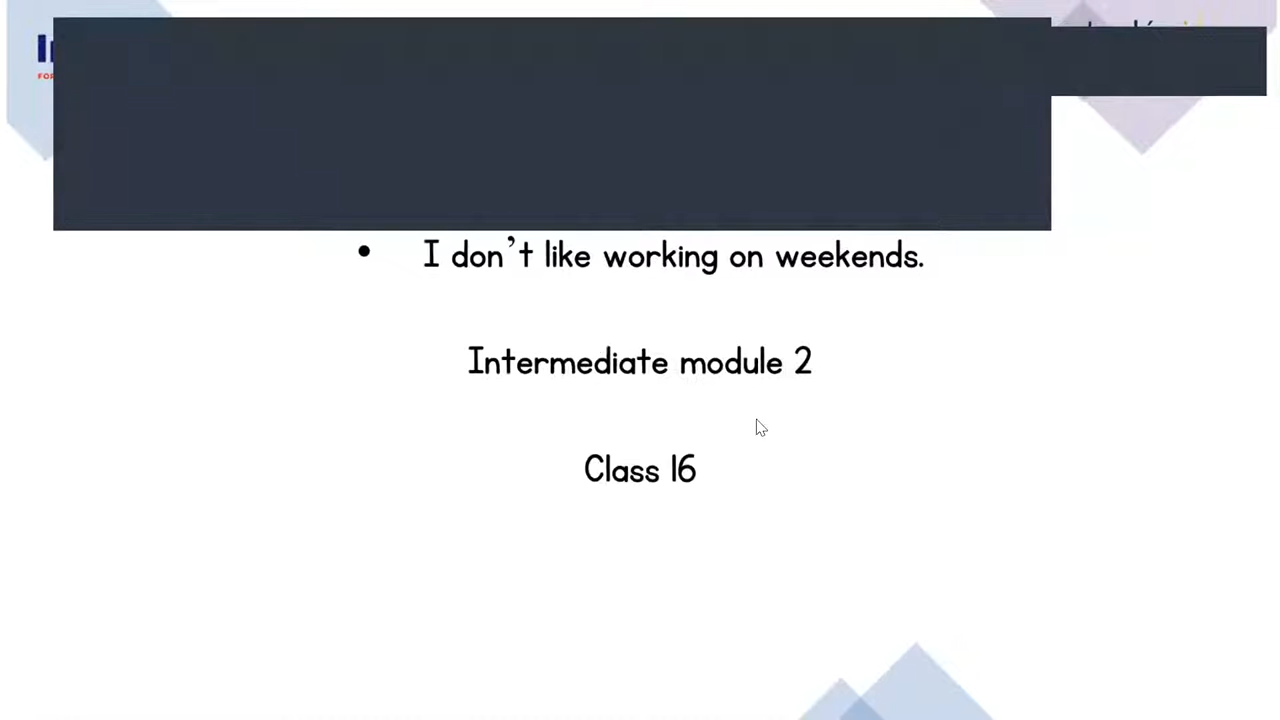 • I don’t like working on weekends.
Intermediate module 2
Class 16